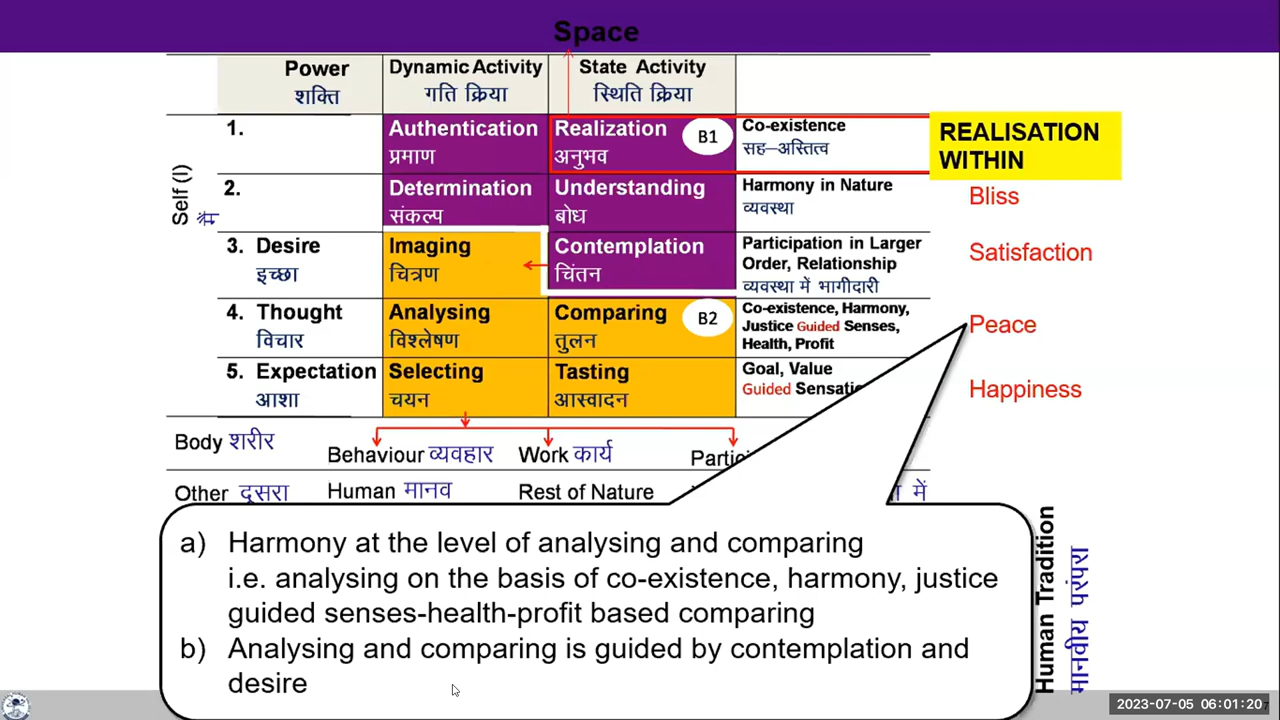 Space
Power Dynamic Activity State Activity
शक्ति गति क्रिया स्थिति क्रिया
1. Authentication Realization B1 Co-existence
प्रमाण अनुभव सह–अस्तित्व
REALISATION
WITHIN
Self (I)
मैं
2. Determination Understanding Harmony in Nature Bliss
संकल्प बोध व्यवस्था
3. Desire Imaging Contemplation Participation in Larger
Order, Relationship
इच्छा चित्रण चिंतन व्यवस्था में भागीदारी
Satisfaction
4. Thought Analysing Comparing B2 Co-existence, Harmony,
Justice Guided Senses,
Health, Profit
विचार विश्लेषण तुलन
Peace
5. Expectation Selecting Tasting Goal, Value
Guided
आशा चयन आस्वादन
Happiness
Body शरीर
Behaviour व्यवहार Work कार्य
Other दूसरा Human मानव Rest of Nature में
a) Harmony at the level of analysing and comparing
i.e. analysing on the basis of co-existence, harmony, justice
guided senses-health-profit based comparing
b) Analysing and comparing is guided by contemplation and
desire
Human Tradition
मानवीय परंपरा
2023-07-05 06:01:20